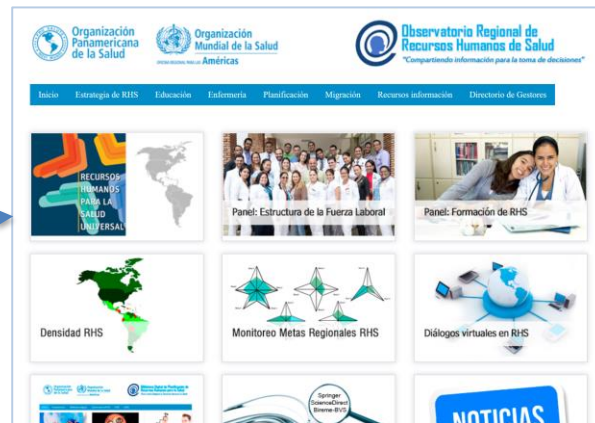 Organización
Panamericana
de la Salud
Organización
Mundial de la Salud
Américas
Observatorio Regional de
Recursos Humanos de Salud
"Compartiendo información para la toma de decisiones"
Inicio Estrategia de RHS Educación Enfermería Planificación Migración Recursos información Directorio de Gestores
RECURSOS
HUMANOS
PARA LA
SALUD
UNIVERSAL
Panel: Estructura de la Fuerza Laboral
Panel: Formación de RHS
Densidad RHS
Monitoreo Metas Regionales RHS
Diálogos virtuales en RHS
Springer
ScienceDirect
Bireme-BVS
NOTICIAS